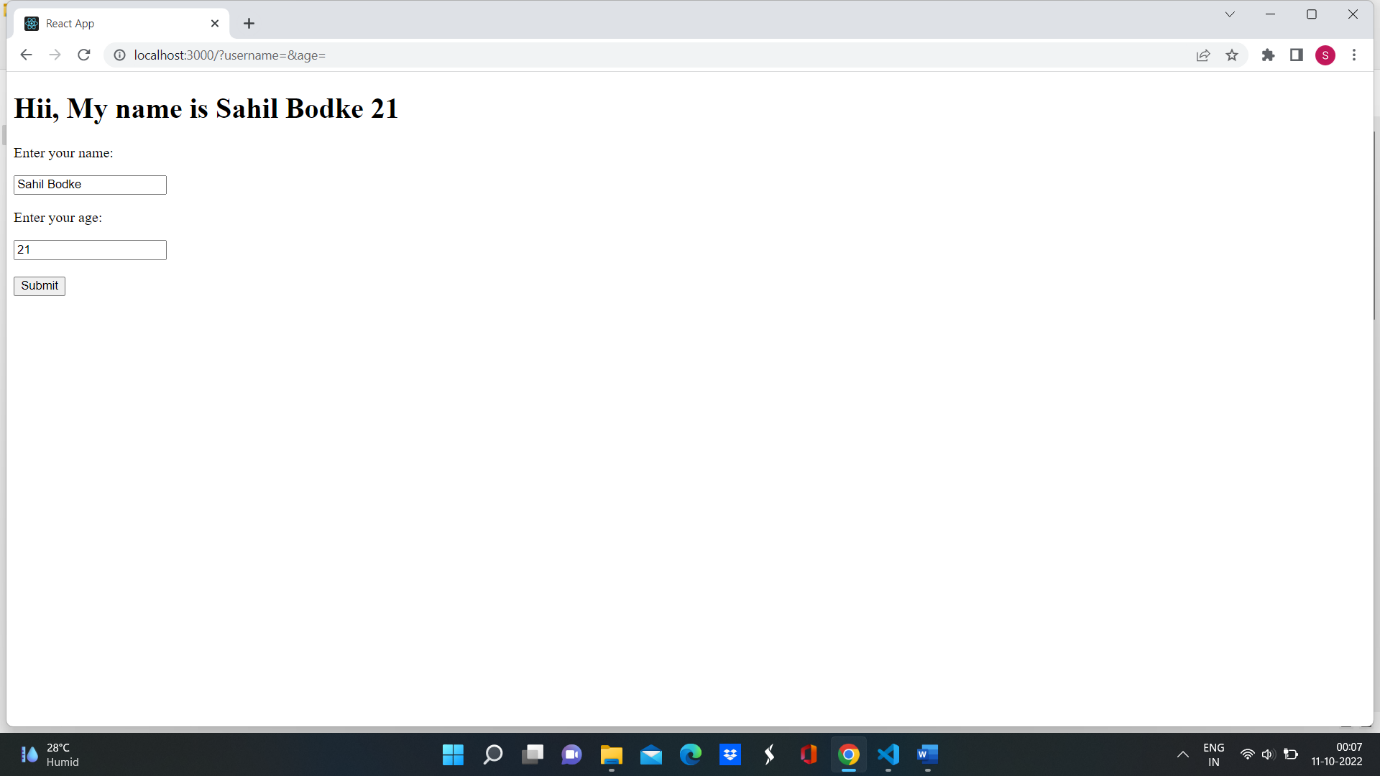 React App
localhost:3000/?username=&age=
S
Hii, My name is Sahil Bodke 21
Enter your name:
Sahil Bodke
Enter your age:
21
Submit
28°C
Humid
W
ENG
IN
00:07
11-10-2022